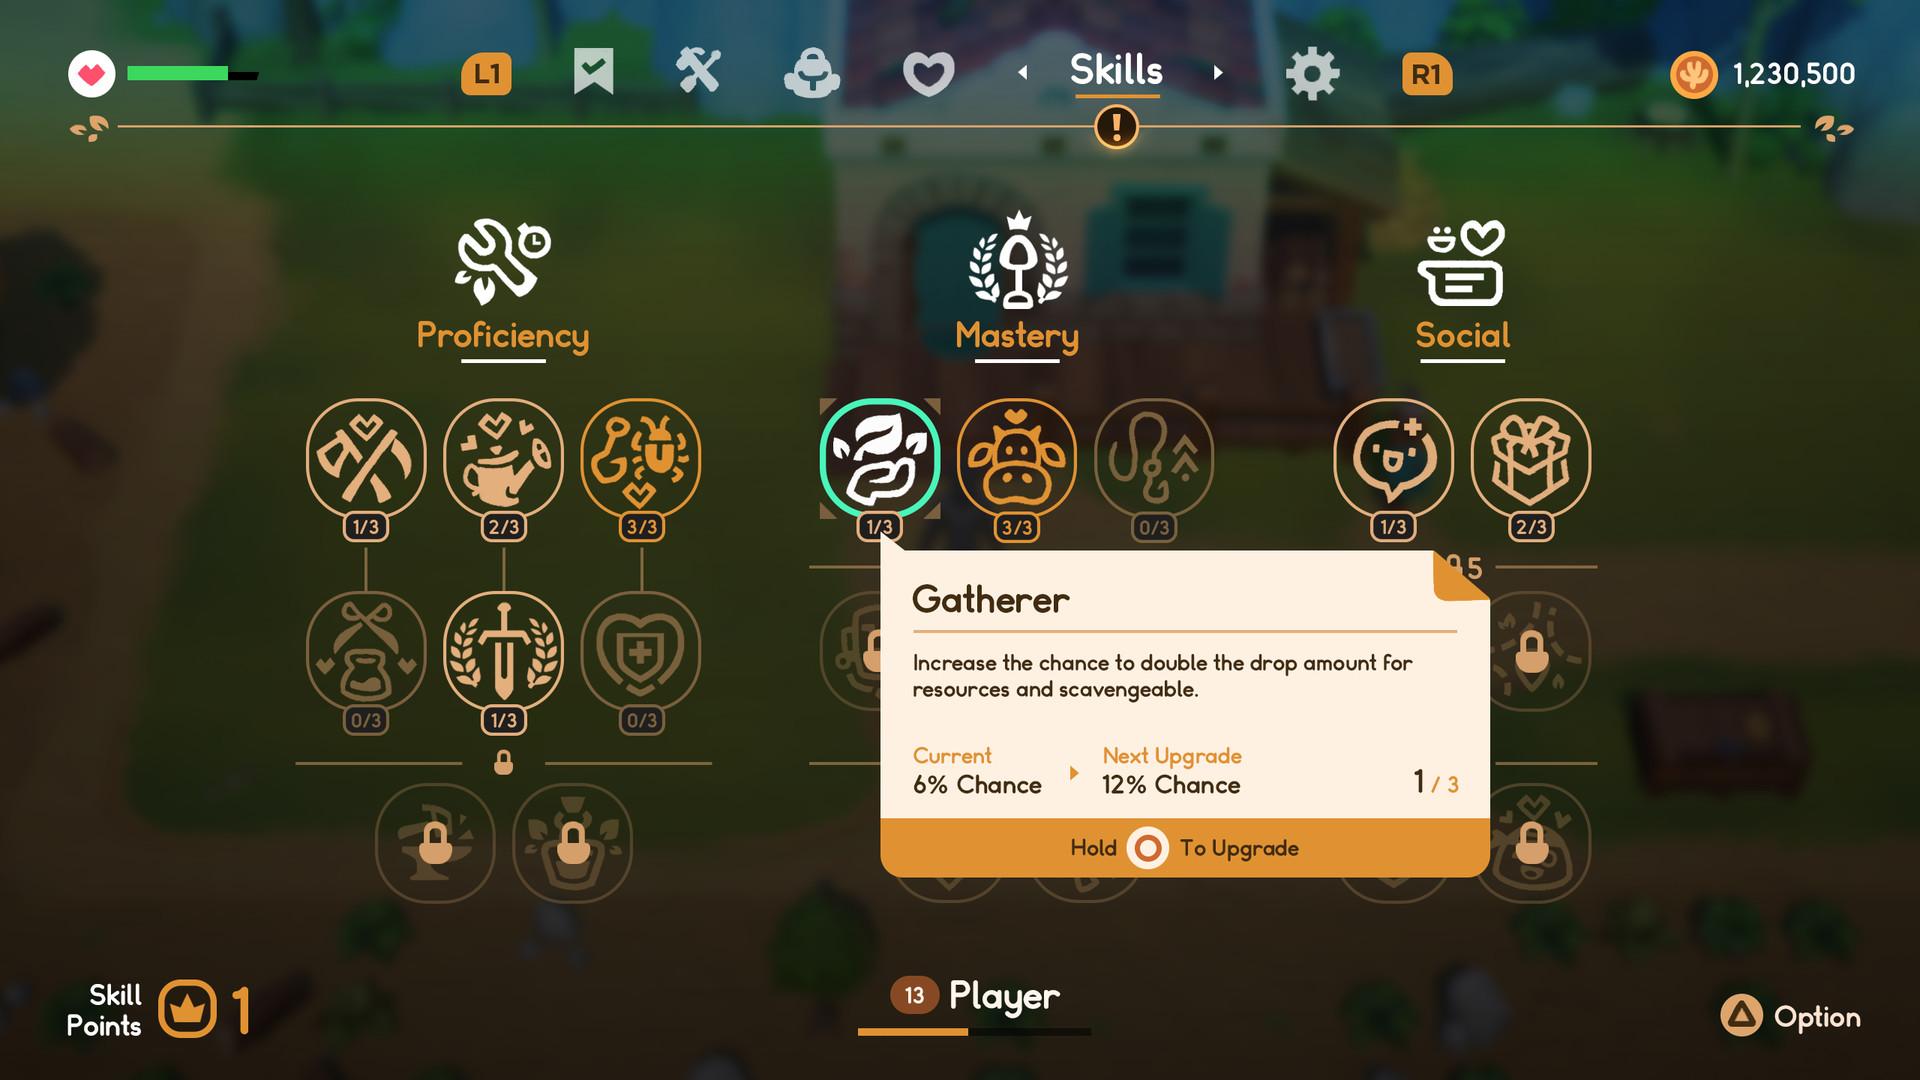 L1
Skills
R1
1,230,500
!
Proficiency
Mastery
Social
1/3
2/3
3/3
1/3
3/3
0/3
1/3
2/3
5
0/3
1/3
0/3
Gatherer
Increase the chance to double the drop amount for
resources and scavengeable.
Current
Next Upgrade
6% Chance
12% Chance
1 / 3
Hold To Upgrade
Skill
Points
1
13 Player
Option